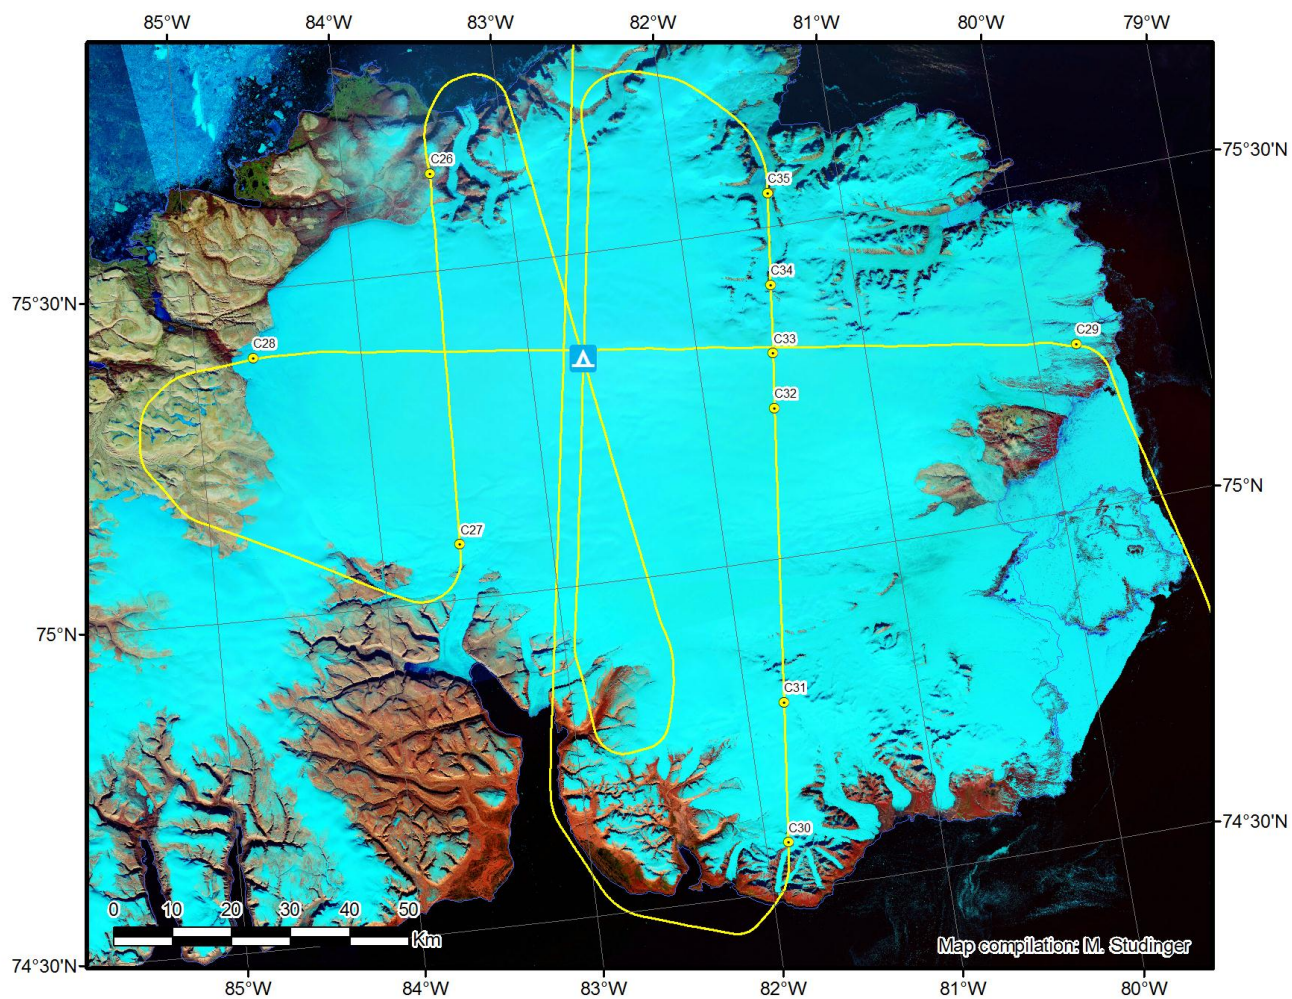 85°W 84°W 83°W 82°W 81°W 80°W 79°W
75°30'N
C26
C35
C34
75°30'N
C33
C29
C28
C32
75°N
C27
75°N
C31
74°30'N
C30
0 10 20 30 40 50
Km
Map compilation: M. Studinger
74°30'N
85°W 84°W 83°W 82°W 81°W 80°W